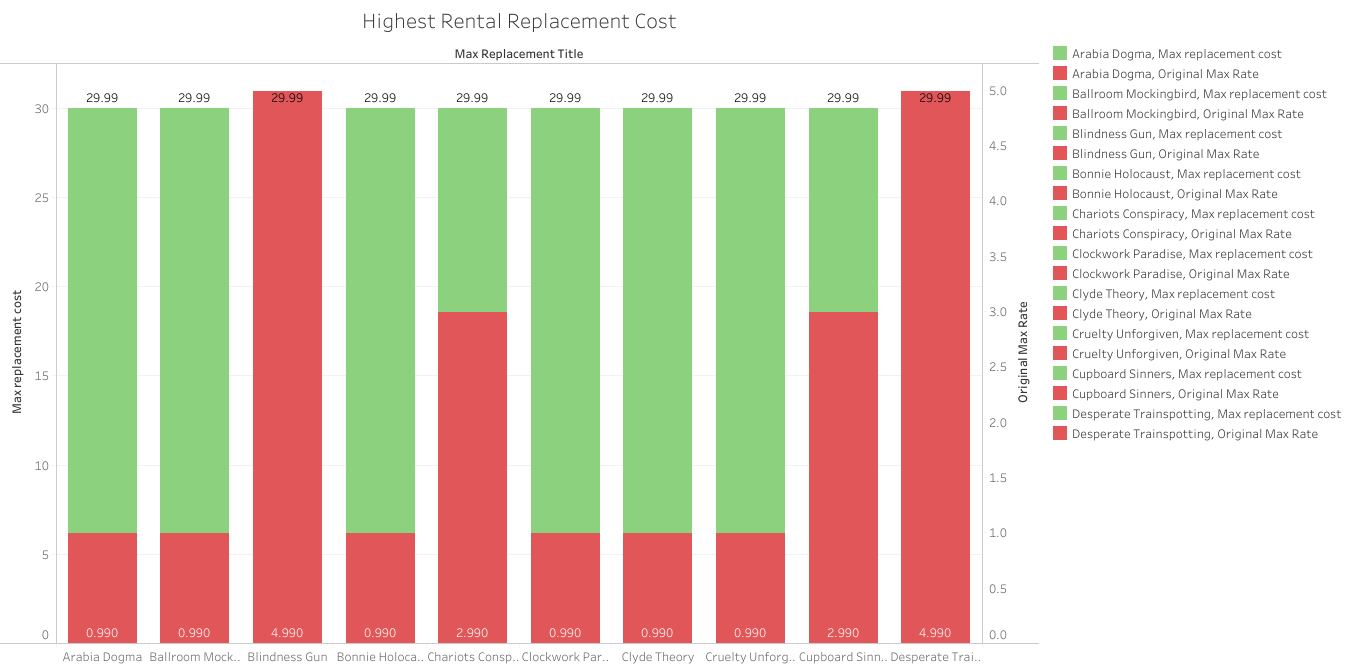 Highest Rental Replacement Cost
Max Replacement Title
Max replacement cost
30
25
20
15
10
5
0
29.99 29.99 29.99 29.99 29.99 29.99 29.99 29.99 29.99 29.99
0.990 0.990 4.990 0.990 2.990 0.990 0.990 0.990 2.990 4.990
Arabia Dogma Ballroom Mock.. Blindness Gun Bonnie Holoca.. Chariots Consp.. Clockwork Par.. Clyde Theory Cruelty Unforg.. Cupboard Sinn.. Desperate Trai..
5.0
4.5
4.0
3.5
3.0
2.5
2.0
1.5
1.0
0.5
0.0
Original Max Rate
Arabia Dogma, Max replacement cost
Arabia Dogma, Original Max Rate
Ballroom Mockingbird, Max replacement cost
Ballroom Mockingbird, Original Max Rate
Blindness Gun, Max replacement cost
Blindness Gun, Original Max Rate
Bonnie Holocaust, Max replacement cost
Bonnie Holocaust, Original Max Rate
Chariots Conspiracy, Max replacement cost
Chariots Conspiracy, Original Max Rate
Clockwork Paradise, Max replacement cost
Clockwork Paradise, Original Max Rate
Clyde Theory, Max replacement cost
Clyde Theory, Original Max Rate
Cruelty Unforgiven, Max replacement cost
Cruelty Unforgiven, Original Max Rate
Cupboard Sinners, Max replacement cost
Cupboard Sinners, Original Max Rate
Desperate Trainspotting, Max replacement cost
Desperate Trainspotting, Original Max Rate